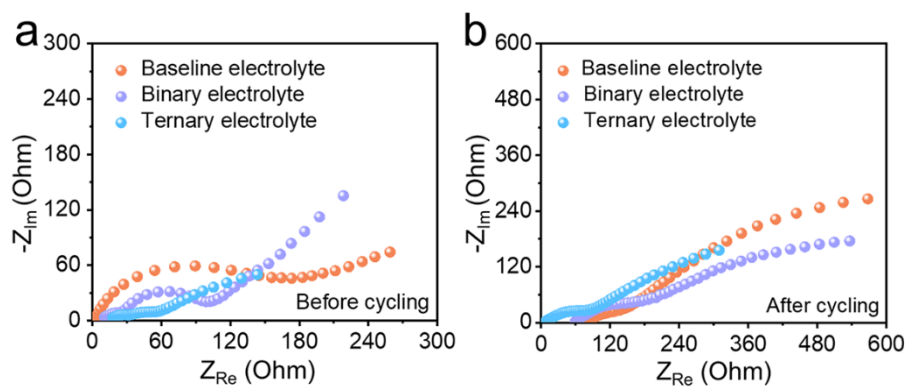 a
300
240
180
120
60
0
-Z_Im (Ohm)
Baseline electrolyte
Binary electrolyte
Ternary electrolyte
Before cycling
0 60 120 180 240 300
Z_Re (Ohm)
b
600
480
360
240
120
0
-Z_Im (Ohm)
Baseline electrolyte
Binary electrolyte
Ternary electrolyte
After cycling
0 120 240 360 480 600
Z_Re (Ohm)